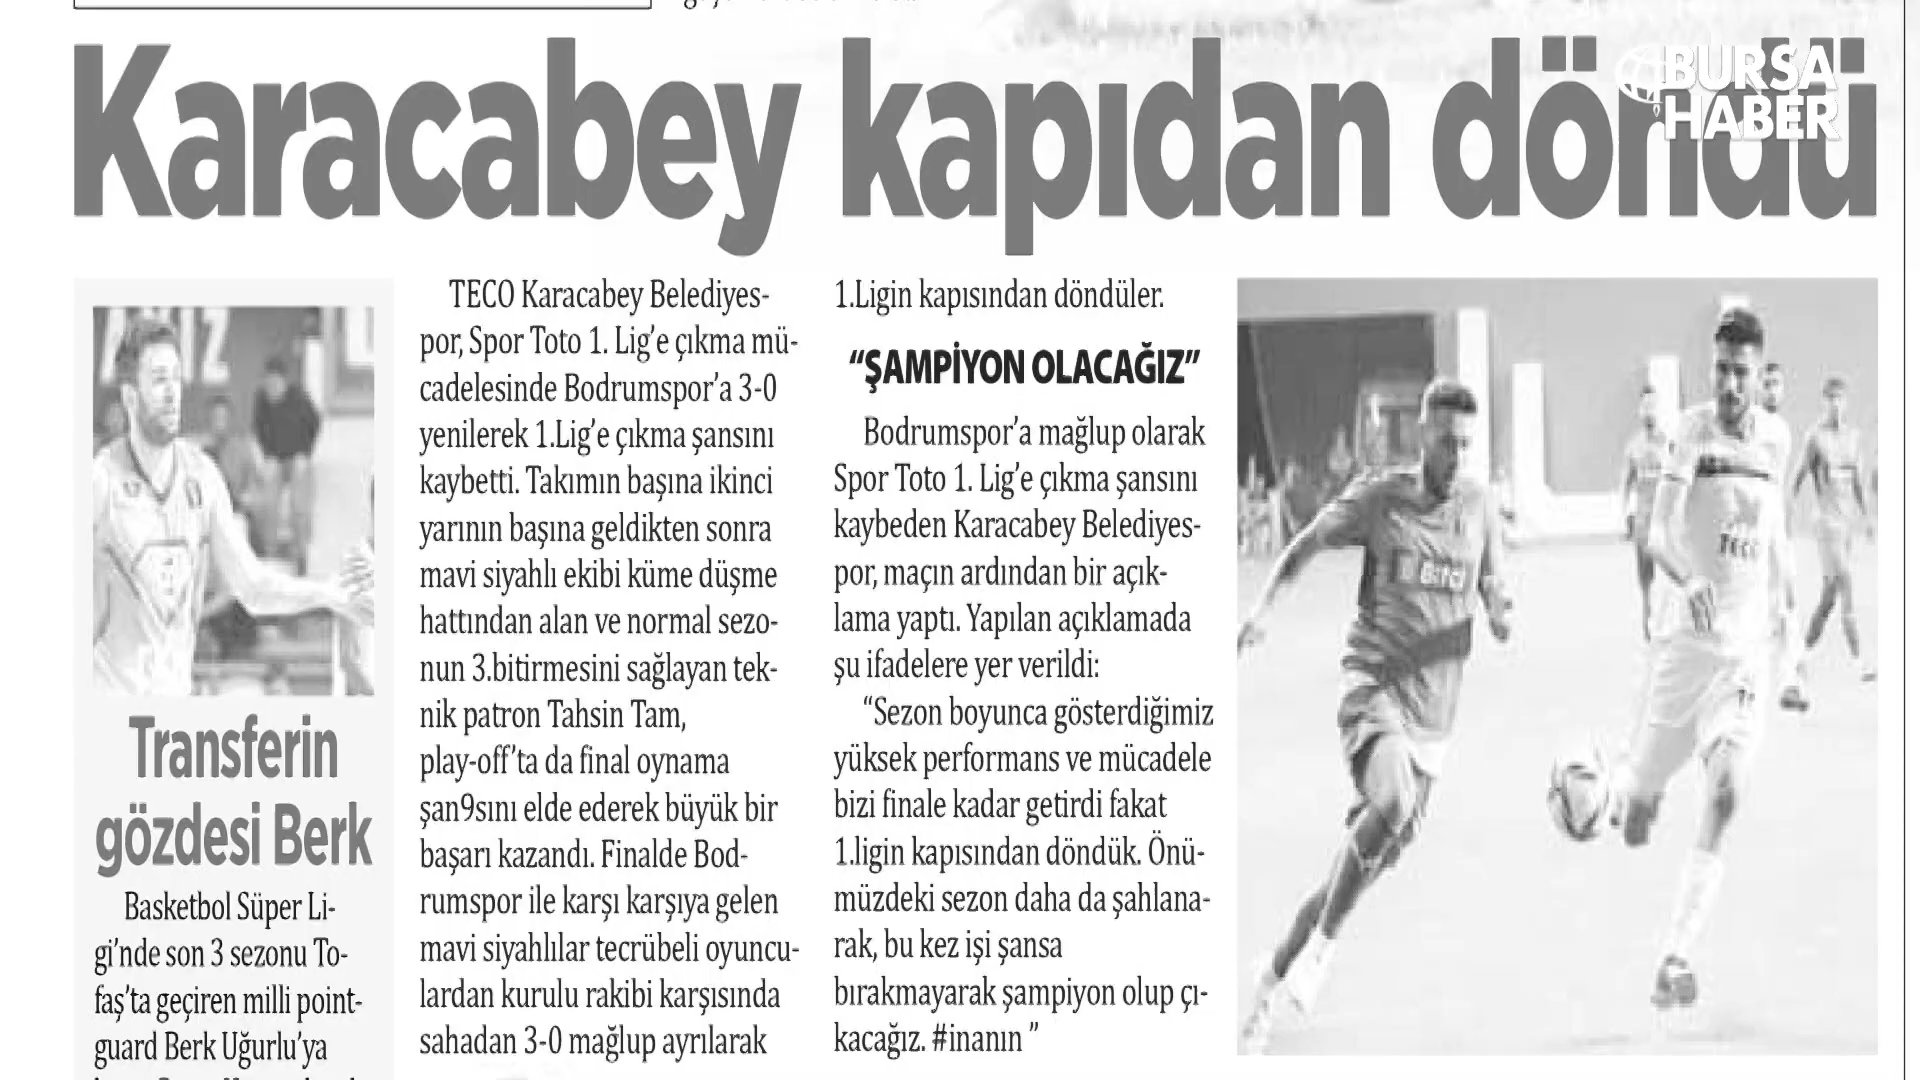 Karacabey kapıdan döndü
BURSA
HABER
Transferin
gözdesi Berk
Basketbol Süper Li-
gi’nde son 3 sezonu To-
faş’ta geçiren milli point-
guard Berk Uğurlu’ya
TECO Karacabey Belediyes-
por, Spor Toto 1. Lig’e çıkma mü-
cadelesinde Bodrumspor’a 3-0
yenilerek 1.Lig’e çıkma şansını
kaybetti. Takımın başına ikinci
yarının başına geldikten sonra
mavi siyahlı ekibi küme düşme
hattından alan ve normal sezo-
nun 3.bitirmesini sağlayan tek-
nik patron Tahsin Tam,
play-off’ta da final oynama
şan9sını elde ederek büyük bir
başarı kazandı. Finalde Bod-
rumspor ile karşı karşıya gelen
mavi siyahlılar tecrübeli oyuncu-
lardan kurulu rakibi karşısında
sahadan 3-0 mağlup ayrılarak
1.Ligin kapısından döndüler.
“ŞAMPİYON OLACAĞIZ”
Bodrumspor’a mağlup olarak
Spor Toto 1. Lig’e çıkma şansını
kaybeden Karacabey Belediyes-
por, maçın ardından bir açık-
lama yaptı. Yapılan açıklamada
şu ifadelere yer verildi:
“Sezon boyunca gösterdiğimiz
yüksek performans ve mücadele
bizi finale kadar getirdi fakat
1.ligin kapısından döndük. Önü-
müzdeki sezon daha da şahlana-
rak, bu kez işi şansa
bırakmayarak şampiyon olup çı-
kacağız. #inanın ”
TECO